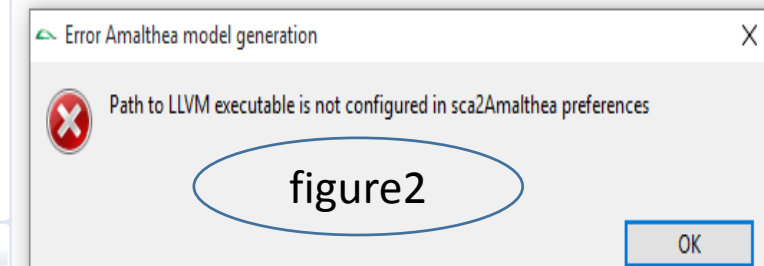 Error Amalthea model generation
Path to LLVM executable is not configured in sca2Amalthea preferences
figure2
OK